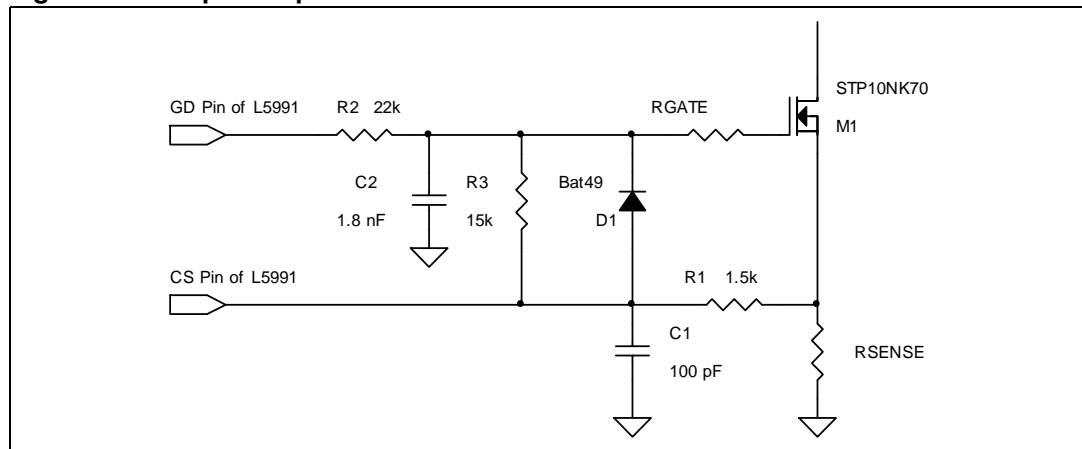 STP10NK70
GD Pin of L5991
R2 22k
RGATE
M1
C2
R3
Bat49
1.8 nF
15k
D1
CS Pin of L5991
R1 1.5k
C1
RSENSE
100 pF